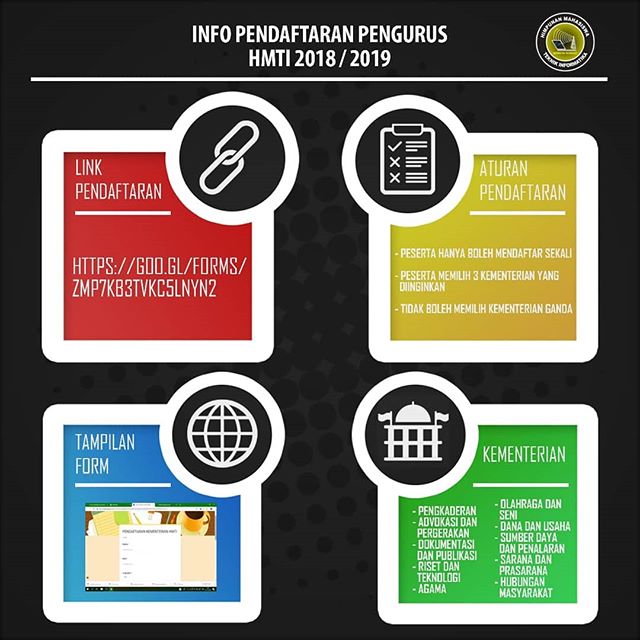 INFO PENDAFTARAN PENGURUS
HMTI 2018 / 2019
HIMPUNAN MAHASISWA
TEKNIK INFORMATIKA
LINK
PENDAFTARAN
HTTPS://GOO.GL/FORMS/
ZMP7KB3TVKC5LNYN2
ATURAN
PENDAFTARAN
- PESERTA HANYA BOLEH MENDAFTAR SEKALI
- PESERTA MEMILIH 3 KEMENTERIAN YANG
DIINGINKAN
- TIDAK BOLEH MEMILIH KEMENTERIAN GANDA
TAMPILAN
FORM
PENDAFTARAN KEMENTERIAN HMTI
KEMENTERIAN
- PENGKADERAN
- ADVOKASI DAN
PERGERAKAN
- DOKUMENTASI
DAN PUBLIKASI
- RISET DAN
TEKNOLOGI
- AGAMA
- OLAHRAGA DAN
SENI
- DANA DAN USAHA
- SUMBER DAYA
DAN PENALARAN
- SARANA DAN
PRASARANA
- HUBUNGAN
MASYARAKAT